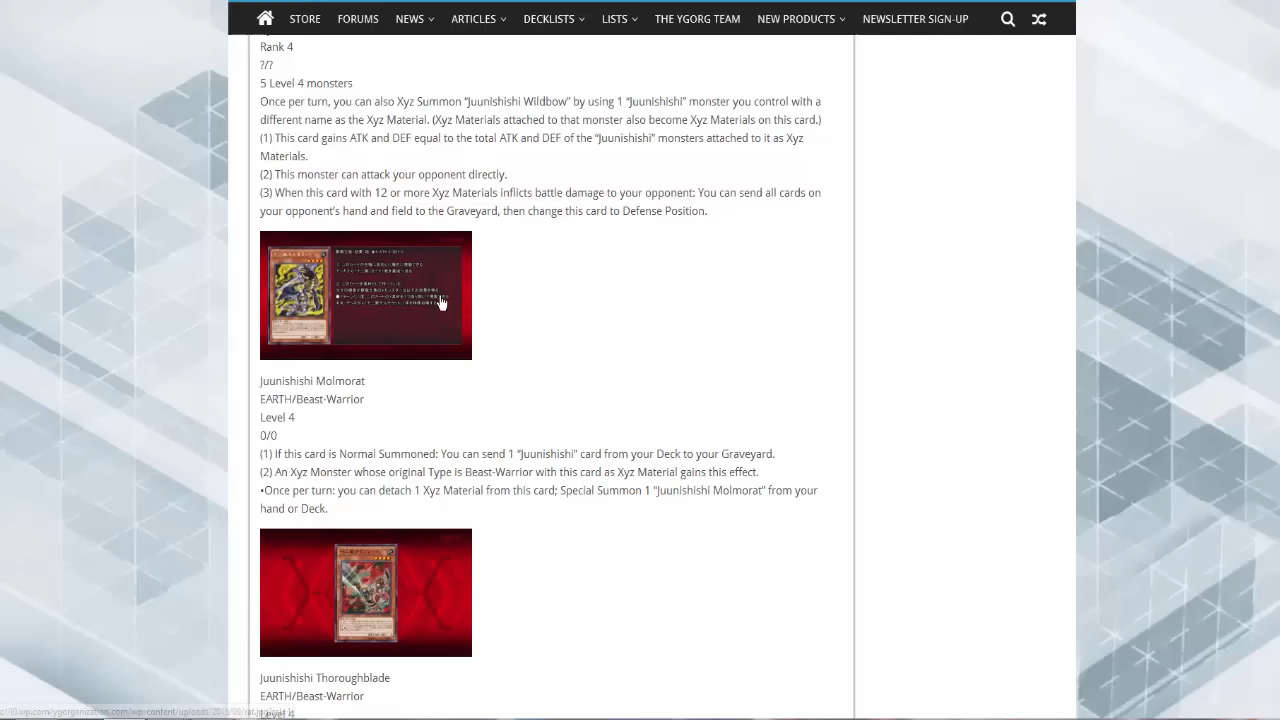 STORE FORUMS NEWS ARTICLES DECKLISTS LISTS THE YGORG TEAM NEW PRODUCTS NEWSLETTER SIGN-UP
Rank 4
?/?
5 Level 4 monsters
Once per turn, you can also Xyz Summon “Juunishishi Wildbow” by using 1 “Juunishishi” monster you control with a
different name as the Xyz Material. (Xyz Materials attached to that monster also become Xyz Materials on this card.)
(1) This card gains ATK and DEF equal to the total ATK and DEF of the “Juunishishi” monsters attached to it as Xyz
Materials.
(2) This monster can attack your opponent directly.
(3) When this card with 12 or more Xyz Materials inflicts battle damage to your opponent: You can send all cards on
your opponent’s hand and field to the Graveyard, then change this card to Defense Position.
Juunishishi Molmorat
EARTH/Beast-Warrior
Level 4
0/0
(1) If this card is Normal Summoned: You can send 1 “Juunishishi” card from your Deck to your Graveyard.
(2) An Xyz Monster whose original Type is Beast-Warrior with this card as Xyz Material gains this effect.
•Once per turn: you can detach 1 Xyz Material from this card; Special Summon 1 “Juunishishi Molmorat” from your
hand or Deck.
Juunishishi Thoroughblade
EARTH/Beast-Warrior
Level 4